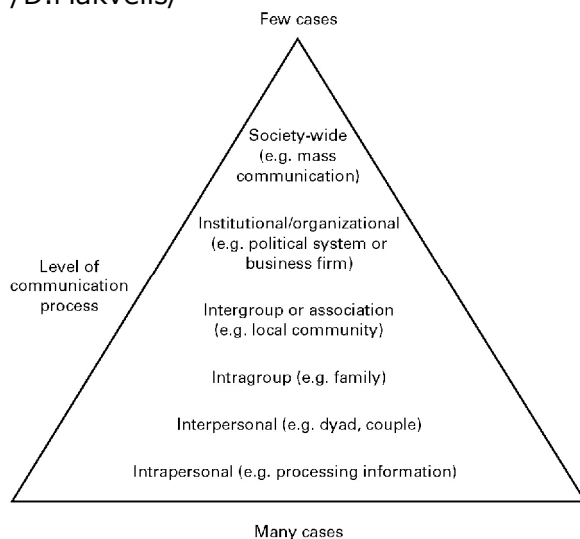 /D.Makvells/
Few cases
Society-wide
(e.g. mass
communication)
Institutional/organizational
(e.g. political system or
business firm)
Level of
communication
process
Intergroup or association
(e.g. local community)
Intragroup (e.g. family)
Interpersonal (e.g. dyad, couple)
Intrapersonal (e.g. processing information)
Many cases